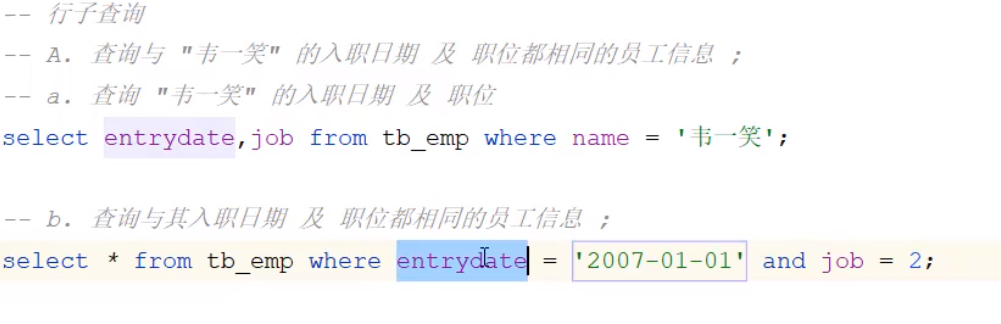 -- 行子查询
-- A. 查询与 "韦一笑" 的入职日期 及 职位都相同的员工信息 ;
-- a. 查询 "韦一笑" 的入职日期 及 职位
select entrydate,job from tb_emp where name = '韦一笑';
-- b. 查询与其入职日期 及 职位都相同的员工信息 ;
select * from tb_emp where entrydate = '2007-01-01' and job = 2;